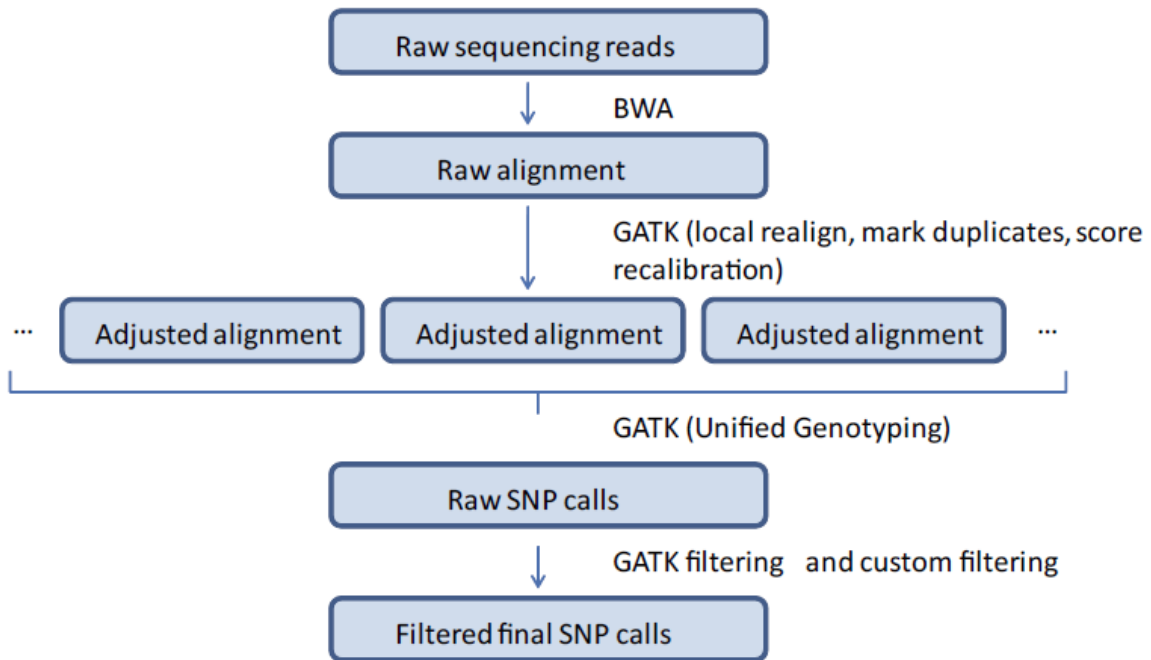 Raw sequencing reads
BWA
Raw alignment
GATK (local realign, mark duplicates, score
recalibration)
... Adjusted alignment Adjusted alignment Adjusted alignment ...
GATK (Unified Genotyping)
Raw SNP calls
GATK filtering and custom filtering
Filtered final SNP calls